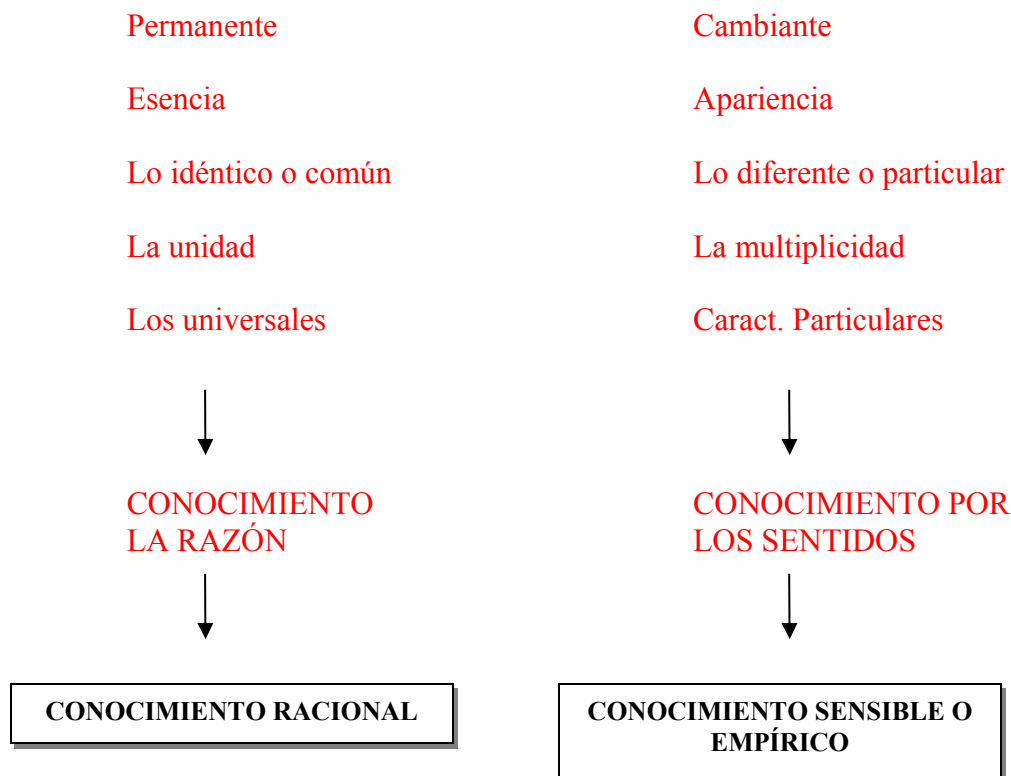 Permanente
Cambiante
Esencia
Apariencia
Lo idéntico o común
Lo diferente o particular
La unidad
La multiplicidad
Los universales
Caract. Particulares
CONOCIMIENTO
LA RAZÓN
CONOCIMIENTO POR
LOS SENTIDOS
CONOCIMIENTO RACIONAL
CONOCIMIENTO SENSIBLE O
EMPÍRICO